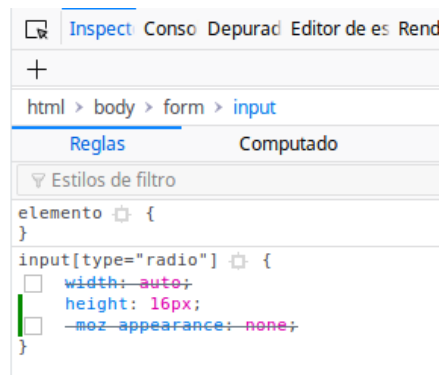 Inspect Conso Depurad Editor de es Rend
+
html > body > form > input
Reglas Computado
Estilos de filtro
elemento {
}
input[type="radio"] {
width: auto;
height: 16px;
-moz-appearance: none;
}